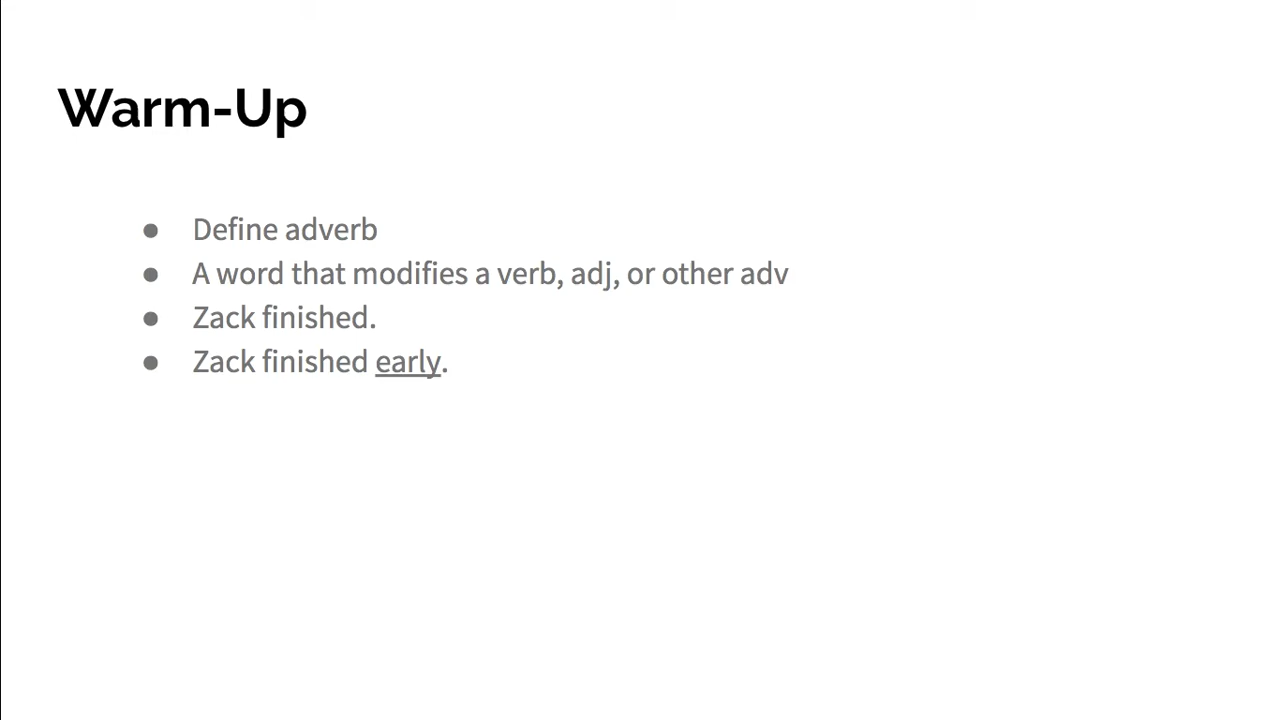 Warm-Up
● Define adverb
● A word that modifies a verb, adj, or other adv
● Zack finished.
● Zack finished early.